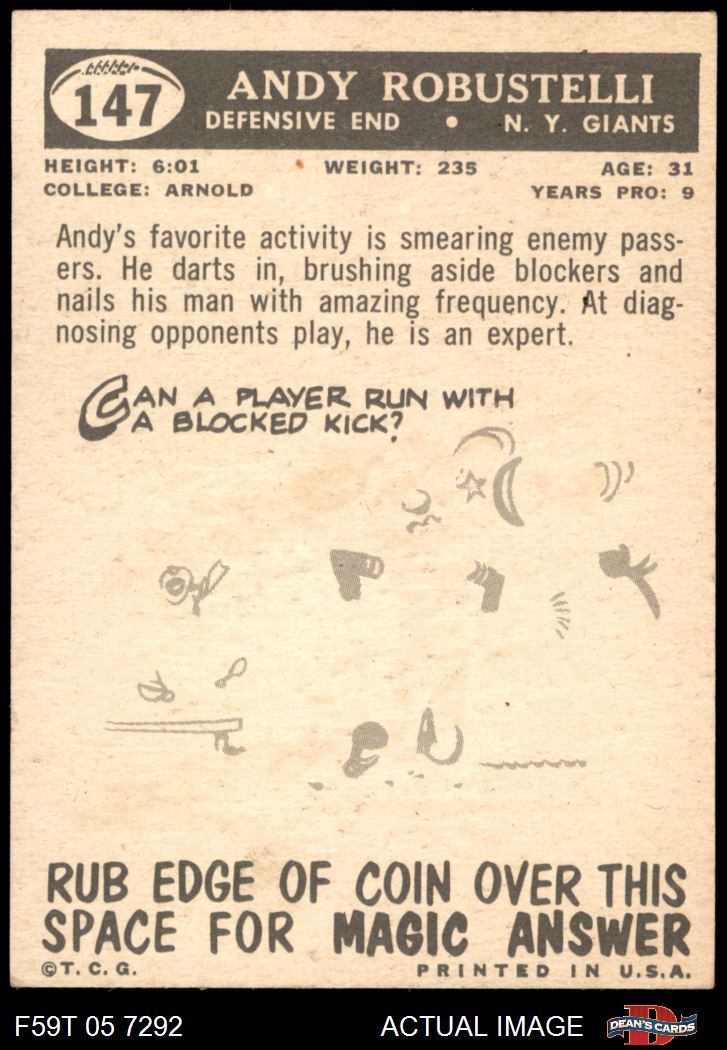 147
ANDY ROBUSTELLI
DEFENSIVE END • N. Y. GIANTS
HEIGHT: 6:01 WEIGHT: 235 AGE: 31
COLLEGE: ARNOLD YEARS PRO: 9
Andy's favorite activity is smearing enemy pass-
ers. He darts in, brushing aside blockers and
nails his man with amazing frequency. At diag-
nosing opponents play, he is an expert.
CAN A PLAYER RUN WITH
A BLOCKED KICK?
RUB EDGE OF COIN OVER THIS
SPACE FOR MAGIC ANSWER
©T. C. G. PRINTED IN U.S.A.
F59T 05 7292 ACTUAL IMAGE D DEAN'S CARDS